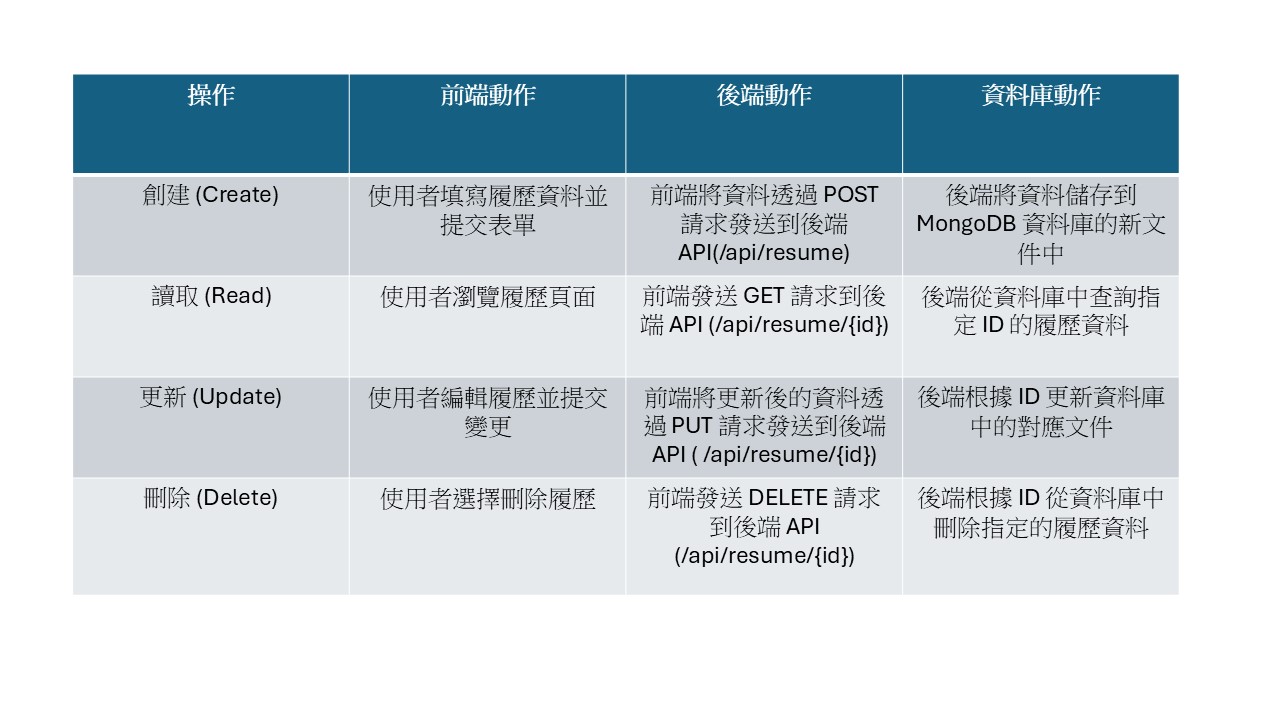 操作
前端動作
後端動作
資料庫動作
創建 (Create)
使用者填寫履歷資料並
提交表單
前端將資料透過 POST
請求發送到後端
API(/api/resume)
後端將資料儲存到
MongoDB 資料庫的新文
件中
讀取 (Read)
使用者瀏覽履歷頁面
前端發送 GET 請求到後
端 API (/api/resume/{id})
後端從資料庫中查詢指
定 ID 的履歷資料
更新 (Update)
使用者編輯履歷並提交
變更
前端將更新後的資料透
過 PUT 請求發送到後端
API ( /api/resume/{id})
後端根據 ID 更新資料庫
中的對應文件
刪除 (Delete)
使用者選擇刪除履歷
前端發送 DELETE 請求
到後端 API
(/api/resume/{id})
後端根據 ID 從資料庫中
刪除指定的履歷資料